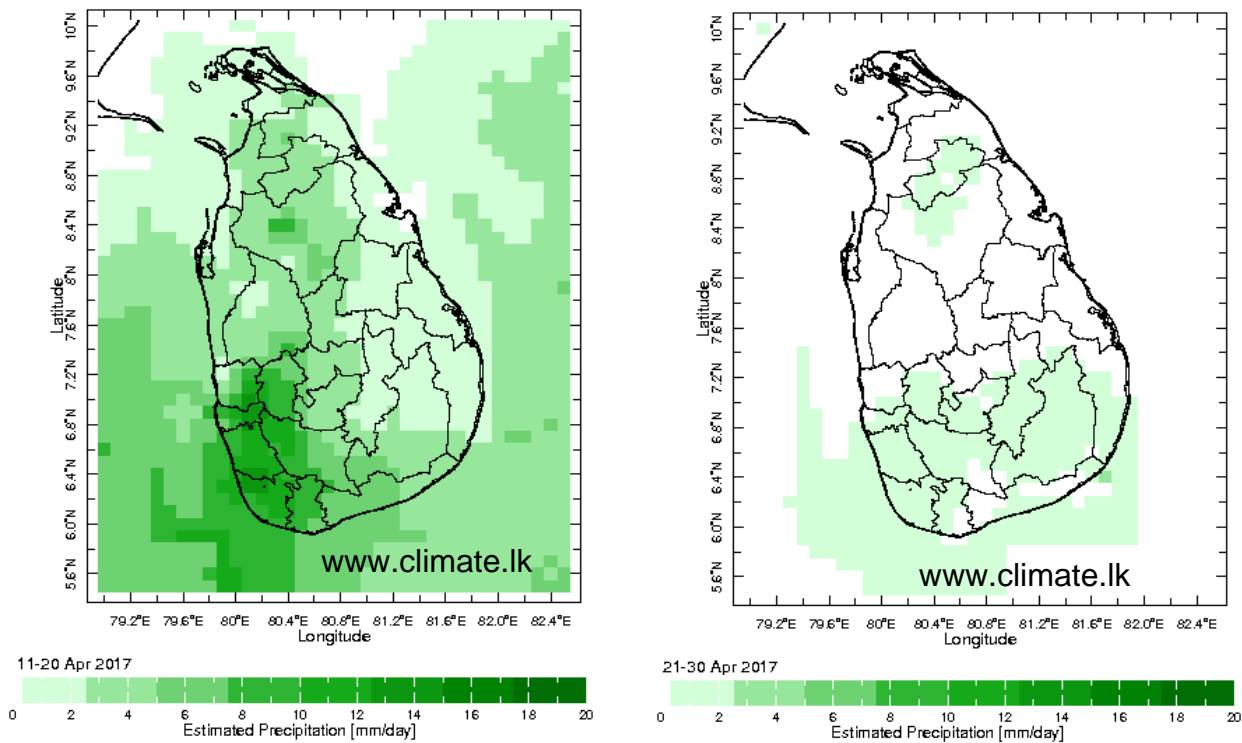 10°N
9.6°N
9.2°N
8.8°N
8.4°N
8°N
7.6°N
7.2°N
6.8°N
6.4°N
6.0°N
5.6°N
Latitude
www.climate.lk
79.2°E 79.6°E 80°E 80.4°E 80.8°E 81.2°E 81.6°E 82.0°E 82.4°E
Longitude
11-20 Apr 2017
0 2 4 6 8 10 12 14 16 18 20
Estimated Precipitation [mm/day]
10°N
9.6°N
9.2°N
8.8°N
8.4°N
8°N
7.6°N
7.2°N
6.8°N
6.4°N
6.0°N
5.6°N
Latitude
www.climate.lk
79.2°E 79.6°E 80°E 80.4°E 80.8°E 81.2°E 81.6°E 82.0°E 82.4°E
Longitude
21-30 Apr 2017
0 2 4 6 8 10 12 14 16 18 20
Estimated Precipitation [mm/day]